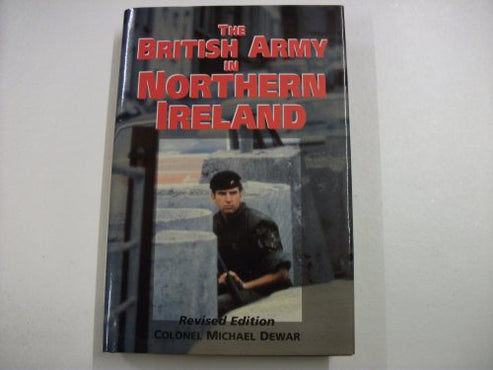 THE
BRITISH ARMY
IN
NORTHERN
IRELAND
Revised Edition
COLONEL MICHAEL DEWAR